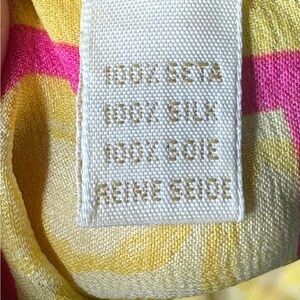 100% SETA
100% SILK
100% SOIE
REINE SEIDE